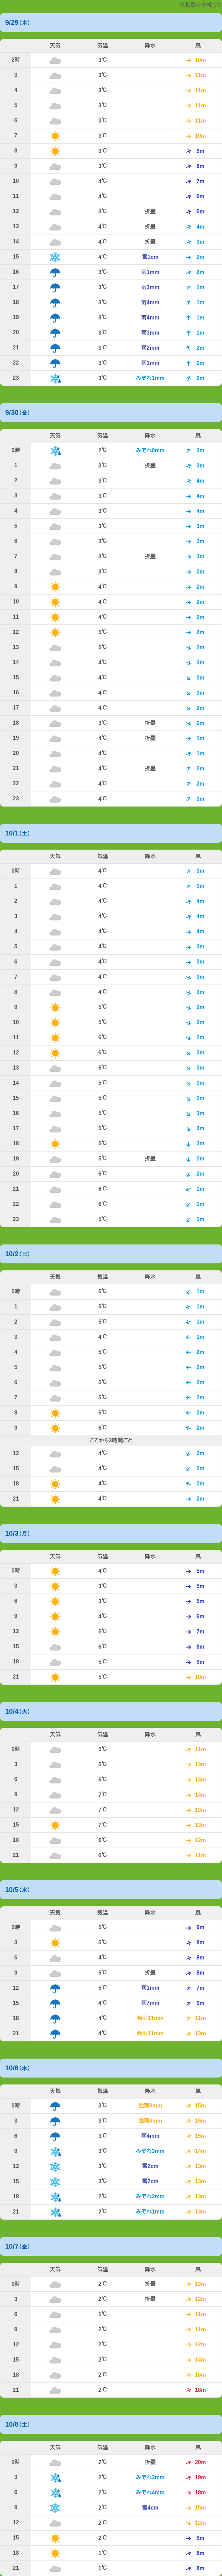 ※先島の予報です
9/29(木)
天気 気温 降水 風
2時 3℃ 10m
3 3℃ 11m
4 3℃ 11m
5 3℃ 11m
6 3℃ 11m
7 3℃ 10m
8 3℃ 9m
9 3℃ 8m
10 4℃ 7m
11 4℃ 6m
12 3℃ 折曇 5m
13 4℃ 折曇 4m
14 4℃ 折曇 3m
15 4℃ 雪1cm 2m
16 3℃ 雨1mm 2m
17 3℃ 雨3mm 1m
18 3℃ 雨4mm 1m
19 3℃ 雨4mm 1m
20 3℃ 雨3mm 1m
21 3℃ 雨2mm 2m
22 3℃ 雨1mm 2m
23 3℃ みぞれ1mm 2m
9/30(金)
天気 気温 降水 風
0時 2℃ みぞれ0mm 3m
1 3℃ 折曇 3m
2 3℃ 4m
3 3℃ 4m
4 3℃ 4m
5 3℃ 3m
6 3℃ 3m
7 3℃ 折曇 3m
8 3℃ 2m
9 4℃ 2m
10 4℃ 2m
11 4℃ 2m
12 5℃ 2m
13 5℃ 2m
14 4℃ 3m
15 4℃ 3m
16 4℃ 3m
17 4℃ 2m
18 3℃ 折曇 2m
19 4℃ 折曇 1m
20 4℃ 1m
21 4℃ 折曇 2m
22 4℃ 2m
23 4℃ 3m
10/1(土)
天気 気温 降水 風
0時 4℃ 3m
1 4℃ 3m
2 4℃ 4m
3 4℃ 4m
4 4℃ 4m
5 4℃ 3m
6 4℃ 3m
7 4℃ 3m
8 4℃ 3m
9 5℃ 2m
10 5℃ 2m
11 6℃ 2m
12 6℃ 3m
13 6℃ 3m
14 5℃ 3m
15 5℃ 3m
16 5℃ 3m
17 5℃ 3m
18 5℃ 3m
19 5℃ 折曇 2m
20 6℃ 2m
21 6℃ 1m
22 6℃ 1m
23 5℃ 1m
10/2(日)
天気 気温 降水 風
0時 5℃ 1m
1 5℃ 1m
2 5℃ 1m
3 4℃ 1m
4 5℃ 2m
5 5℃ 2m
6 5℃ 2m
7 5℃ 2m
8 6℃ 2m
9 6℃ 2m
ここから3時間ごと
12 4℃ 2m
15 4℃ 2m
18 4℃ 2m
21 4℃ 2m
10/3(月)
天気 気温 降水 風
0時 4℃ 5m
3 3℃ 5m
6 3℃ 5m
9 4℃ 6m
12 5℃ 7m
15 6℃ 8m
18 5℃ 9m
21 5℃ 10m
10/4(火)
天気 気温 降水 風
0時 5℃ 11m
3 5℃ 13m
6 6℃ 14m
9 7℃ 14m
12 7℃ 13m
15 7℃ 13m
18 6℃ 12m
21 6℃ 11m
10/5(水)
天気 気温 降水 風
0時 5℃ 9m
3 5℃ 8m
6 4℃ 8m
9 5℃ 折曇 8m
12 5℃ 雨1mm 7m
15 4℃ 雨7mm 9m
18 4℃ 強雨11mm 11m
21 4℃ 強雨11mm 13m
10/6(木)
天気 気温 降水 風
0時 3℃ 強雨8mm 15m
3 3℃ 強雨8mm 15m
6 3℃ 雨4mm 15m
9 3℃ みぞれ3mm 14m
12 3℃ 雪2cm 13m
15 3℃ 雪2cm 13m
18 2℃ みぞれ2mm 13m
21 2℃ みぞれ1mm 13m
10/7(金)
天気 気温 降水 風
0時 2℃ 折曇 13m
3 2℃ 折曇 12m
6 1℃ 11m
9 2℃ 11m
12 2℃ 12m
15 2℃ 14m
18 2℃ 16m
21 2℃ 18m
10/8(土)
天気 気温 降水 風
0時 2℃ 折曇 20m
3 2℃ みぞれ3mm 19m
6 2℃ みぞれ4mm 18m
9 2℃ 雪4cm 15m
12 2℃ 12m
15 2℃ 9m
18 1℃ 8m
21 1℃ 8m